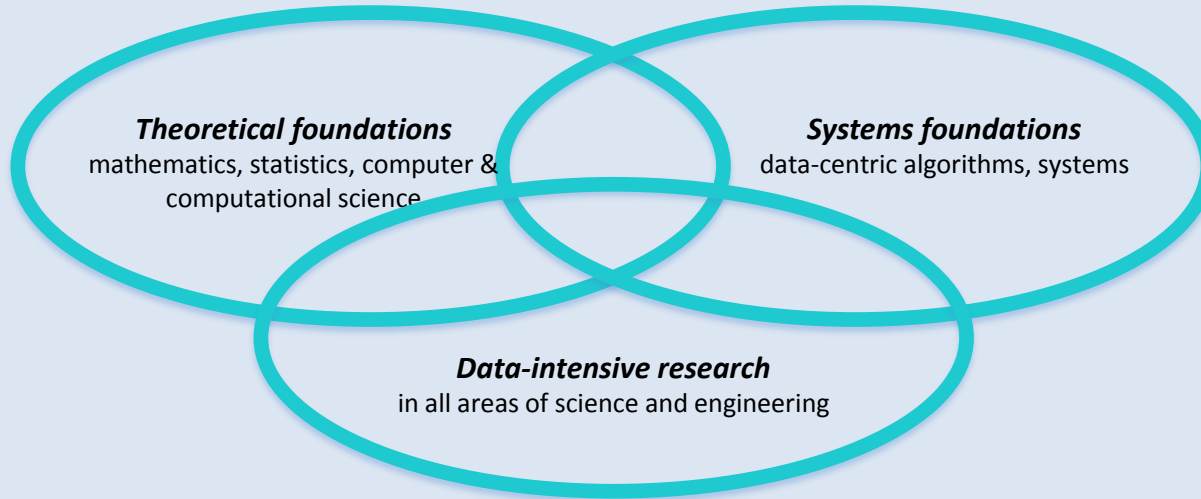 Theoretical foundations
mathematics, statistics, computer &
computational science
Systems foundations
data-centric algorithms, systems
Data-intensive research
in all areas of science and engineering